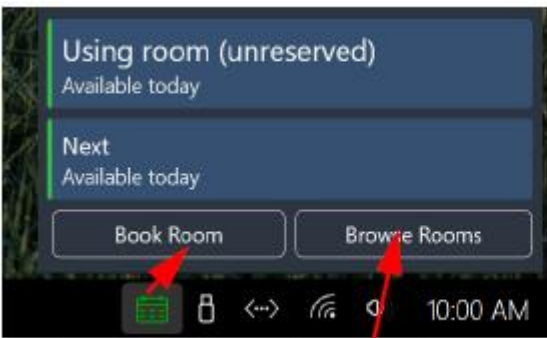 Using room (unreserved)
Available today
Next
Available today
Book Room
Browse Rooms
10:00 AM